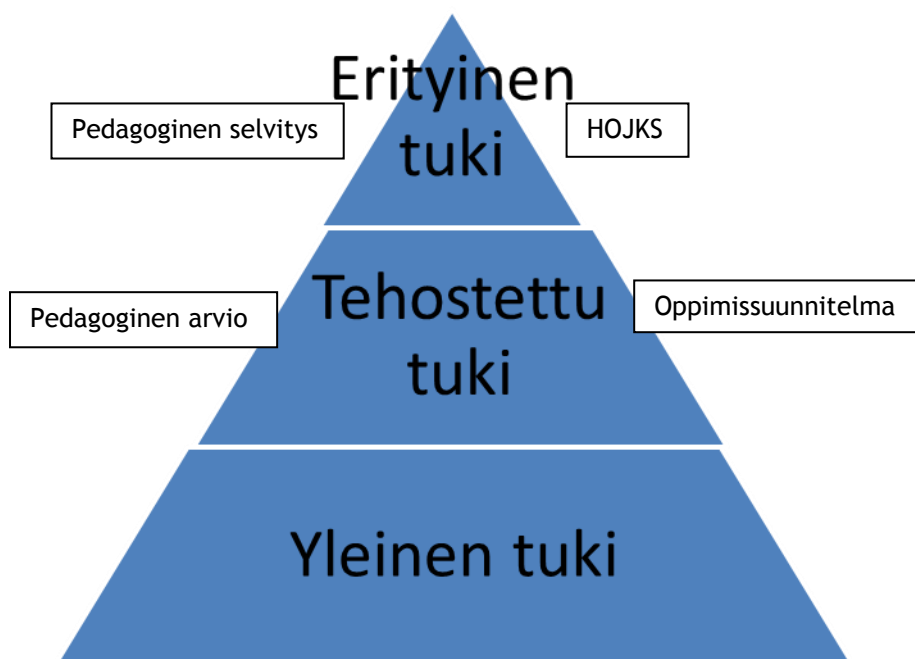 Erityinen
tuki
Pedagoginen selvitys
HOJKS
Tehostettu
tuki
Pedagoginen arvio
Oppimissuunnitelma
Yleinen tuki